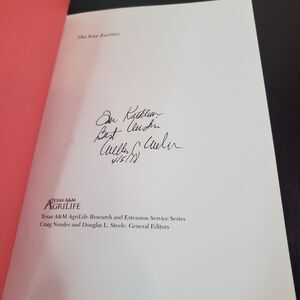 The Rose Rustlers
Best Wishes
TEXAS A&M
AGRILIFE
Texas A&M AgriLife Research and Extension Service Series
Craig Nessler and Douglas L. Steele, General Editors